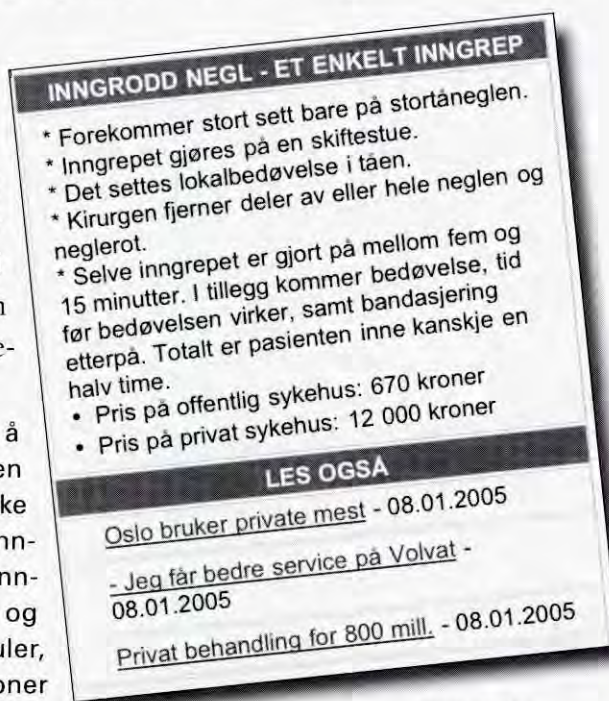 INNGRODD NEGL - ET ENKELT INNGREP
* Forekommer stort sett bare på stortåneglen.
* Inngrepet gjøres på en skiftestue.
* Det settes lokalbedøvelse i tåen.
* Kirurgen fjerner deler av eller hele neglen og
neglerot.
* Selve inngrepet er gjort på mellom fem og
15 minutter. I tillegg kommer bedøvelse, tid
før bedøvelsen virker, samt bandasjering
etterpå. Totalt er pasienten inne kanskje en
halv time.
• Pris på offentlig sykehus: 670 kroner
• Pris på privat sykehus: 12 000 kroner
LES OGSÅ
Oslo bruker private mest - 08.01.2005
- Jeg får bedre service på Volvat -
08.01.2005
Privat behandling for 800 mill. - 08.01.2005
e-
å
en
ke
nn-
nn-
og
uler,
oner